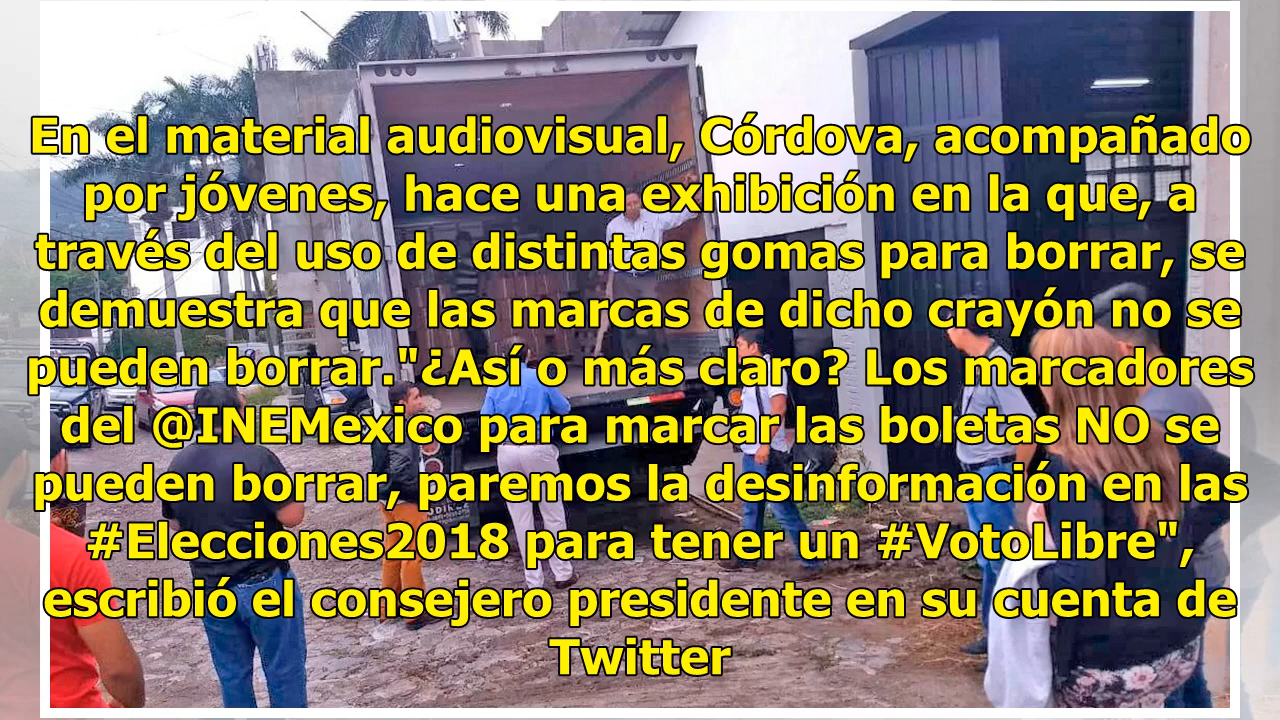 En el material audiovisual, Córdova, acompañado
por jóvenes, hace una exhibición en la que, a
través del uso de distintas gomas para borrar, se
demuestra que las marcas de dicho crayón no se
pueden borrar."¿Así o más claro? Los marcadores
del @INEMexico para marcar las boletas NO se
pueden borrar, paremos la desinformación en las
#Elecciones2018 para tener un #VotoLibre",
escribió el consejero presidente en su cuenta de
Twitter